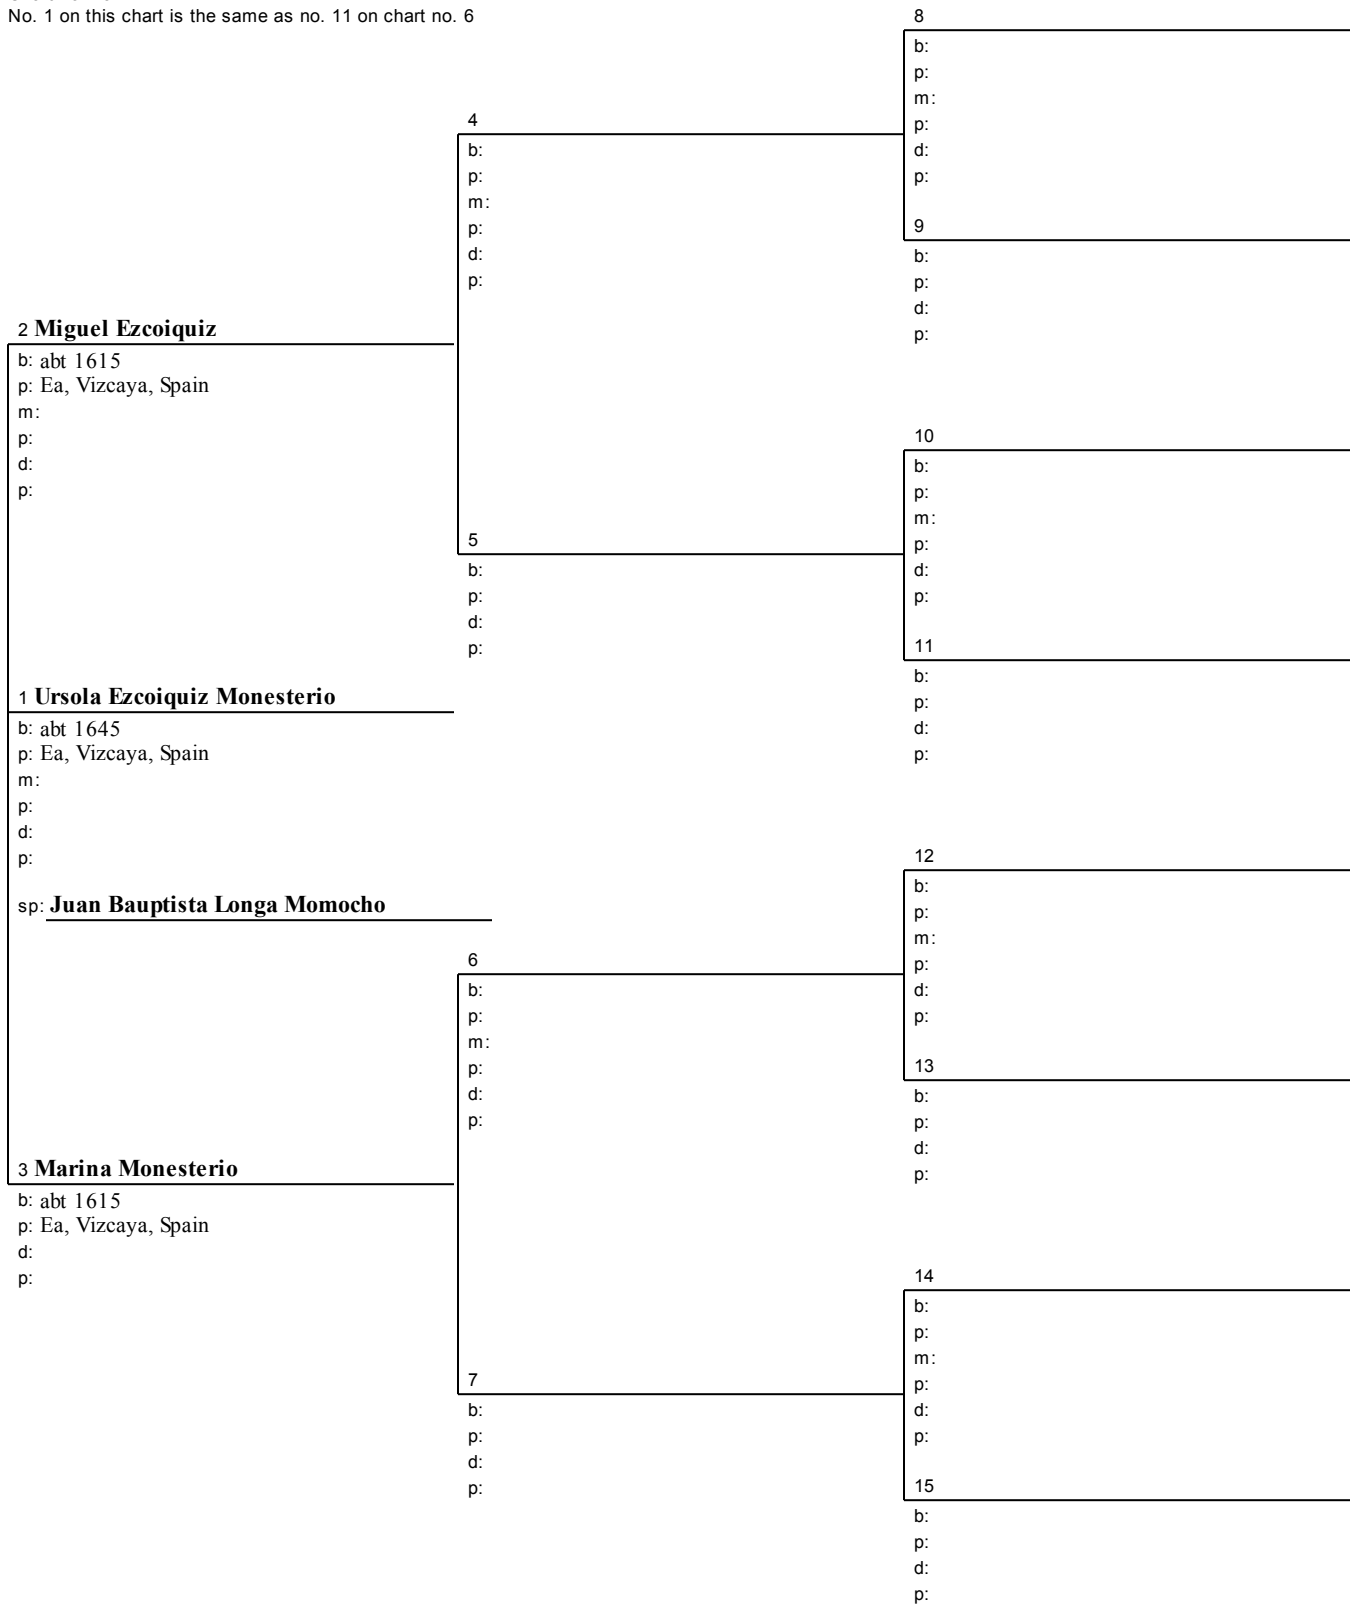 No. 1 on this chart is the same as no. 11 on chart no. 6
8
b:
p:
m:
p:
d:
p:
4
b:
p:
m:
p:
d:
p:
9
b:
p:
d:
p:
2 Miguel Ezcoiquiz
b: abt 1615
p: Ea, Vizcaya, Spain
m:
p:
d:
p:
10
b:
p:
m:
p:
d:
p:
5
b:
p:
d:
p:
11
b:
p:
d:
p:
1 Ursola Ezcoiquiz Monesterio
b: abt 1645
p: Ea, Vizcaya, Spain
m:
p:
d:
p:
sp: Juan Bauptista Longa Momocho
12
b:
p:
m:
p:
d:
p:
6
b:
p:
m:
p:
d:
p:
13
b:
p:
d:
p:
3 Marina Monesterio
b: abt 1615
p: Ea, Vizcaya, Spain
d:
p:
14
b:
p:
m:
p:
d:
p:
7
b:
p:
d:
p:
15
b:
p:
d:
p: